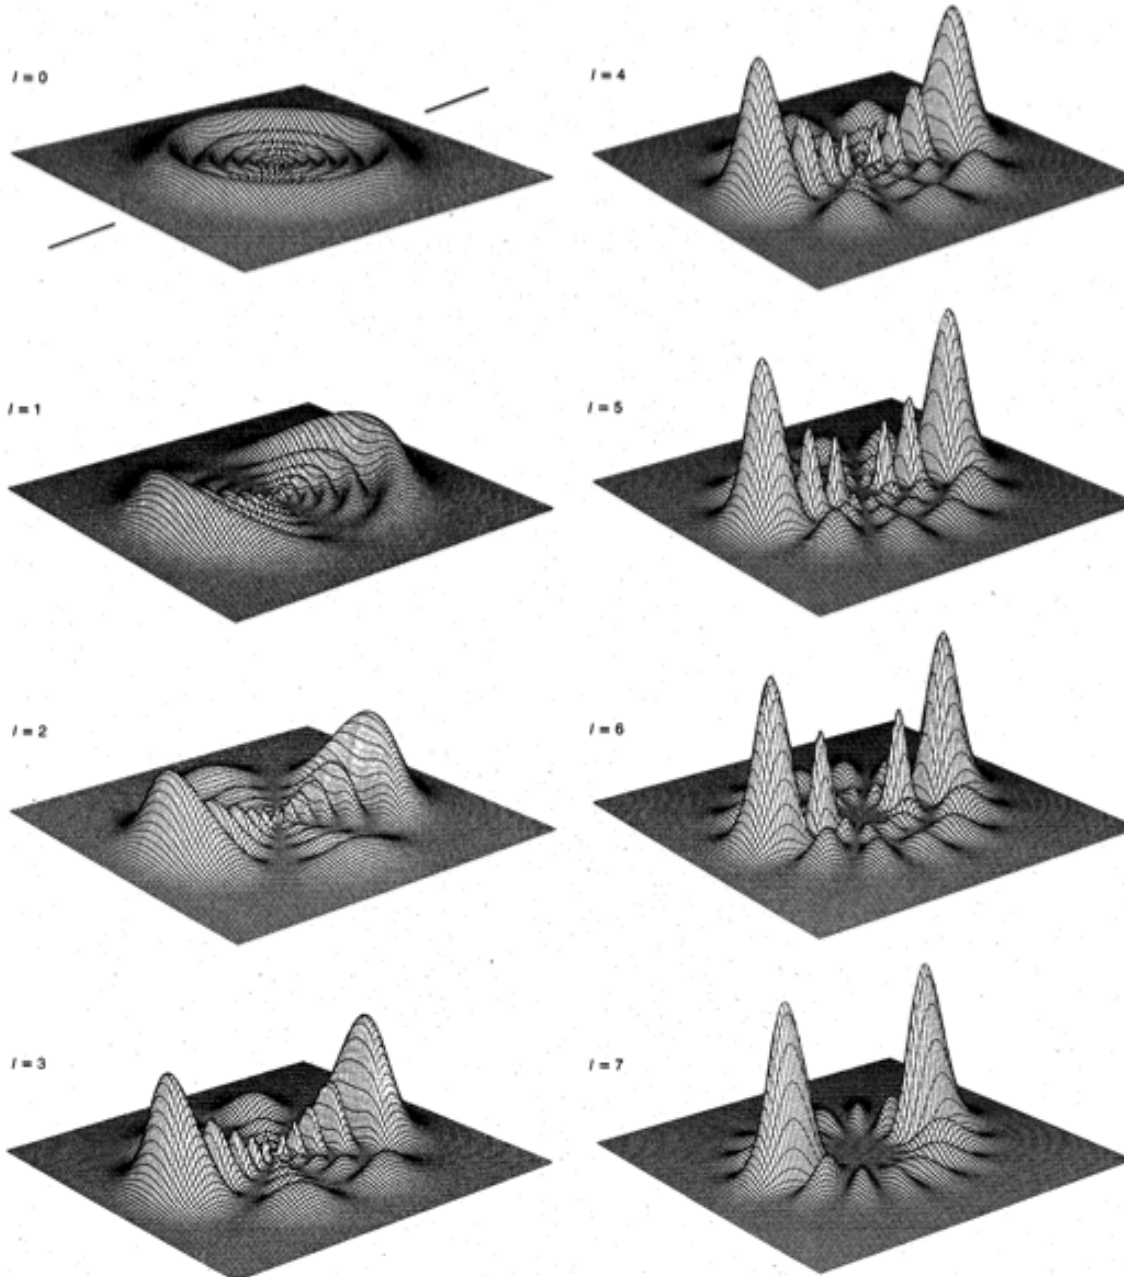 l = 0
l = 1
l = 2
l = 3
l = 4
l = 5
l = 6
l = 7